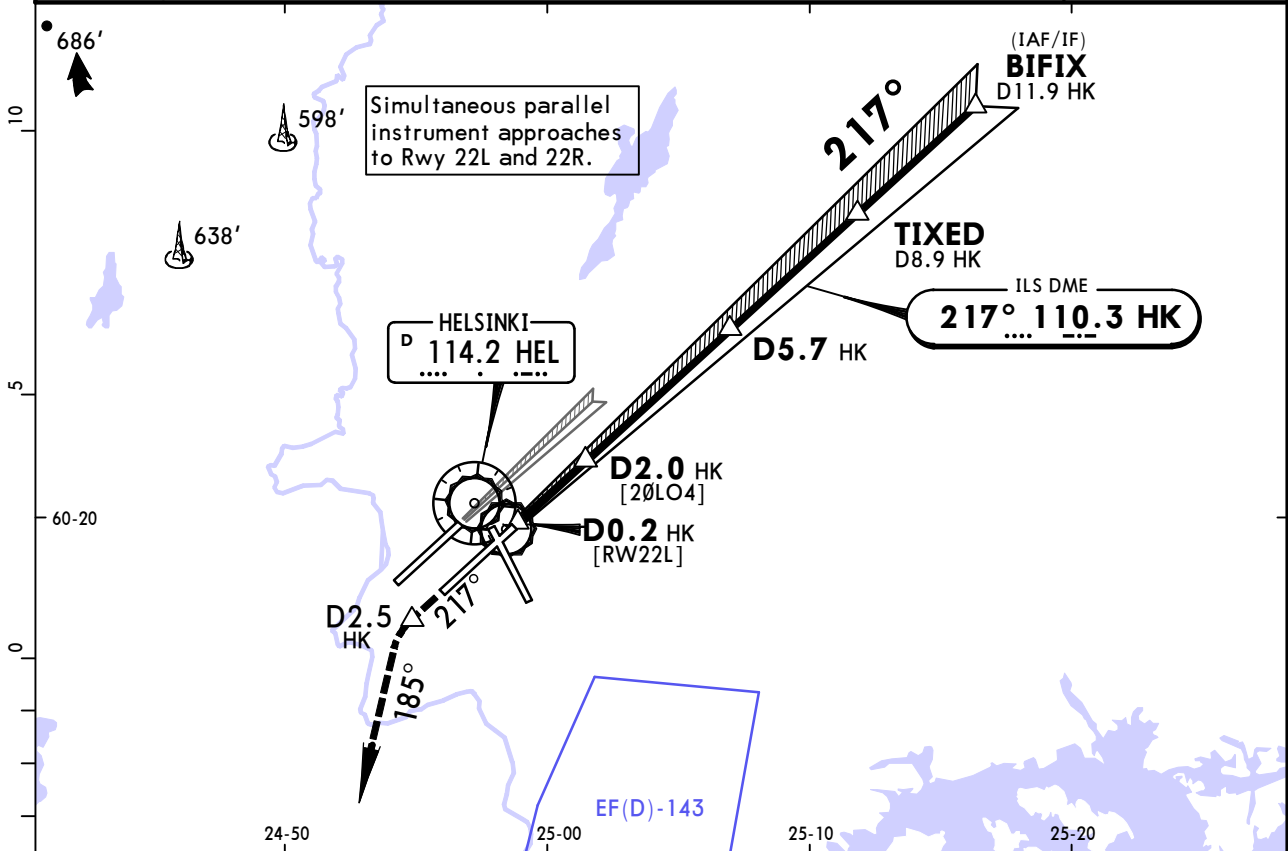 686'
598'
638'
Simultaneous parallel
instrument approaches
to Rwy 22L and 22R.
(IAF/IF)
BIFIX
D11.9 HK
217°
TIXED
D8.9 HK
ILS DME
217° 110.3 HK
HELSINKI
D 114.2 HEL
D5.7 HK
D2.0 HK
[20LO4]
D0.2 HK
[RW22L]
D2.5
HK
217°
185°
EF(D)-143
10
5
60-20
0
24-50
25-00
25-10
25-20